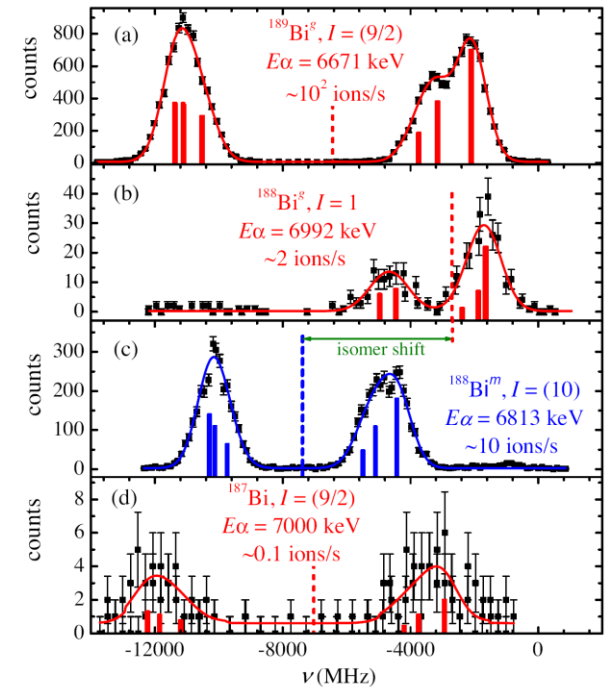 (a)
¹⁸⁹Biᵍ, I = (9/2)
Eα = 6671 keV
~10² ions/s
counts
800
600
400
200
0
(b)
¹⁸⁸Biᵍ, I = 1
Eα = 6992 keV
~2 ions/s
counts
40
30
20
10
0
(c)
isomer shift
¹⁸⁸Biᵐ, I = (10)
Eα = 6813 keV
~10 ions/s
counts
300
200
100
0
(d)
¹⁸⁷Bi, I = (9/2)
Eα = 7000 keV
~0.1 ions/s
counts
8
6
4
2
0
-12000 -8000 -4000 0
ν (MHz)